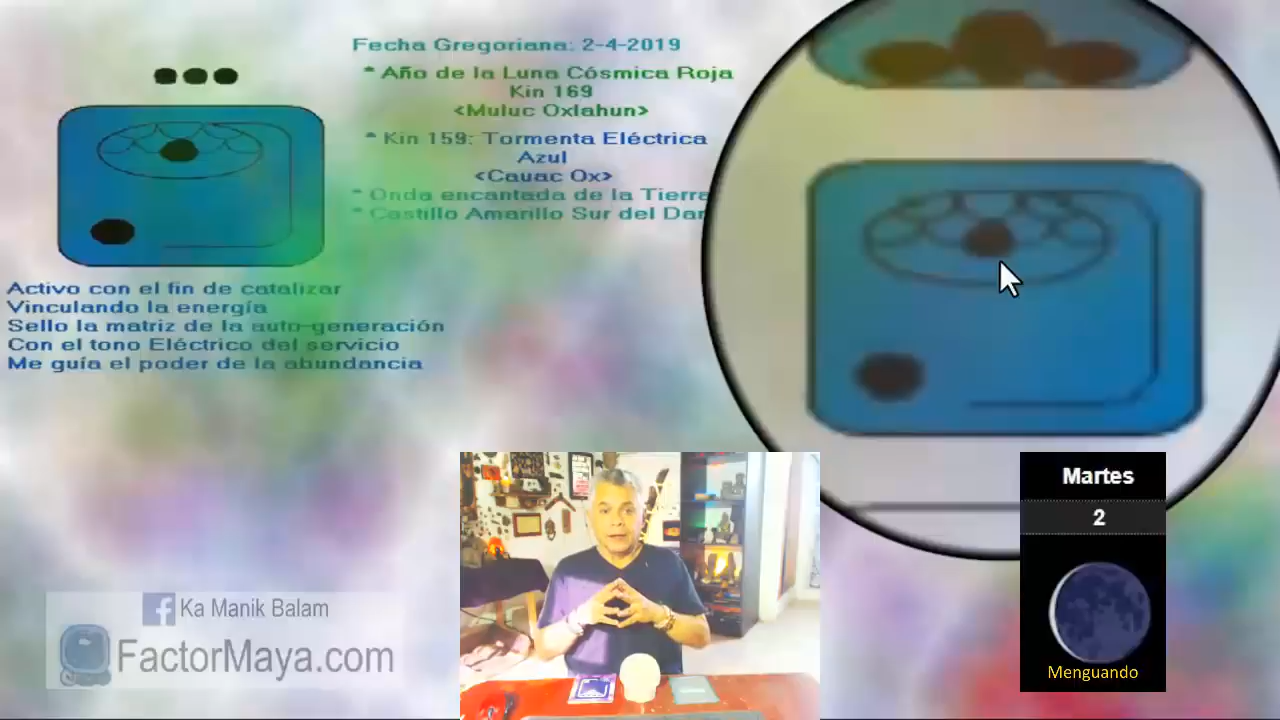 Fecha Gregoriana: 2-4-2019
* Año de la Luna Cósmica Roja
Kin 169
<Muluc Oxlahun>
* Kin 159: Tormenta Eléctrica
Azul
<Cauac Ox>
* Onda encantada de la Tierra
* Castillo Amarillo Sur del Dar
Activo con el fin de catalizar
Vinculando la energía
Sello la matriz de la auto-generación
Con el tono Eléctrico del servicio
Me guía el poder de la abundancia
Martes
2
Menguando
f Ka Manik Balam
FactorMaya.com